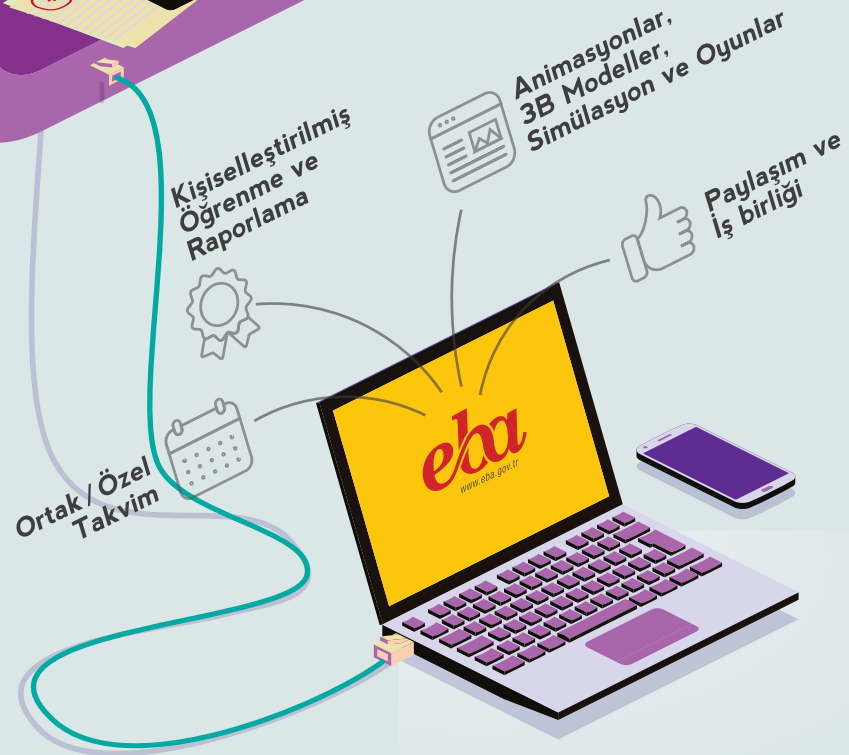 Animasyonlar,
3B Modeller,
Simülasyon ve Oyunlar
Kişiselleştirilmiş
Öğrenme ve
Raporlama
Paylaşım ve
İş birliği
Ortak / Özel
Takvim
eba
www.eba.gov.tr